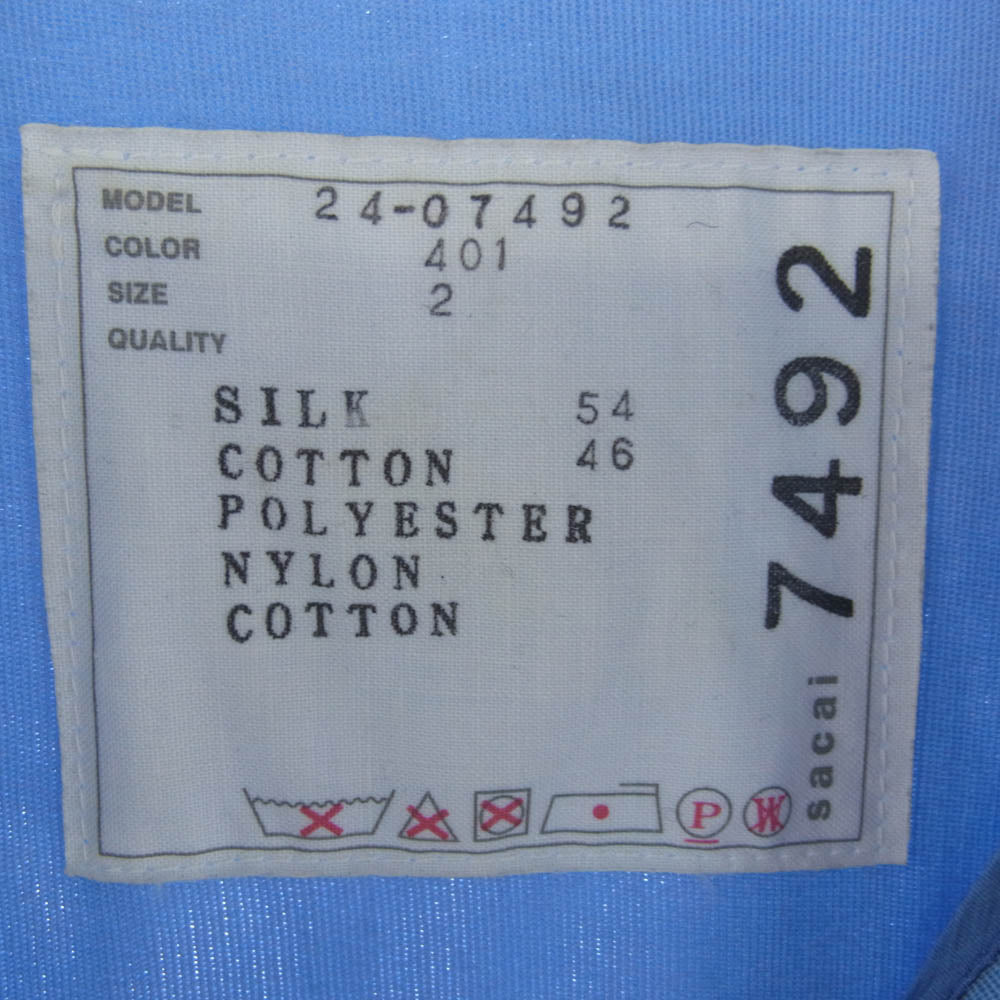 MODEL 24-07492
COLOR 401
SIZE 2
QUALITY
SILK 54
COTTON 46
POLYESTER
NYLON
COTTON
P W
sacai 7492